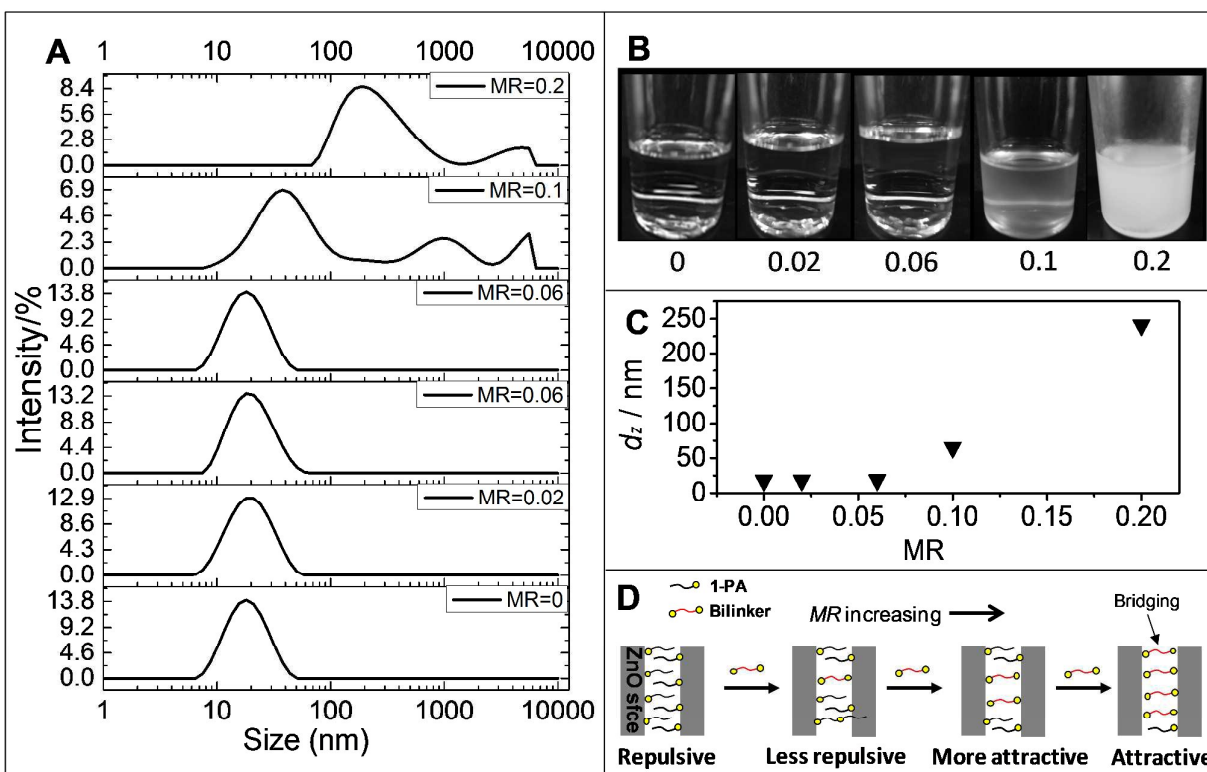 A
1 10 100 1000 10000
MR=0.2
8.4
5.6
2.8
0.0
MR=0.1
6.9
4.6
2.3
0.0
MR=0.06
13.8
9.2
4.6
0.0
MR=0.06
13.2
8.8
4.4
0.0
MR=0.02
12.9
8.6
4.3
0.0
MR=0
13.8
9.2
4.6
0.0
Intensity/%
1 10 100 1000 10000
Size (nm)
B
0 0.02 0.06 0.1 0.2
C
250
200
150
100
50
0
dz / nm
0.00 0.05 0.10 0.15 0.20
MR
D
1-PA
Bilinker
MR increasing
Bridging
ZnO sfce
Repulsive Less repulsive More attractive Attractive